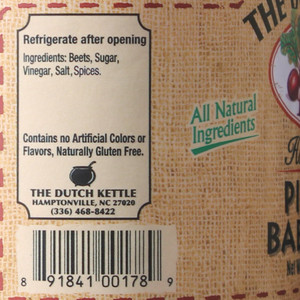 Refrigerate after opening
Ingredients: Beets, Sugar,
Vinegar, Salt, Spices.
Contains no Artificial Colors or
Flavors, Naturally Gluten Free.
THE DUTCH KETTLE
HAMPTONVILLE, NC 27020
(336) 468-8422
8 91841 00178 9
All Natural
Ingredients
THE